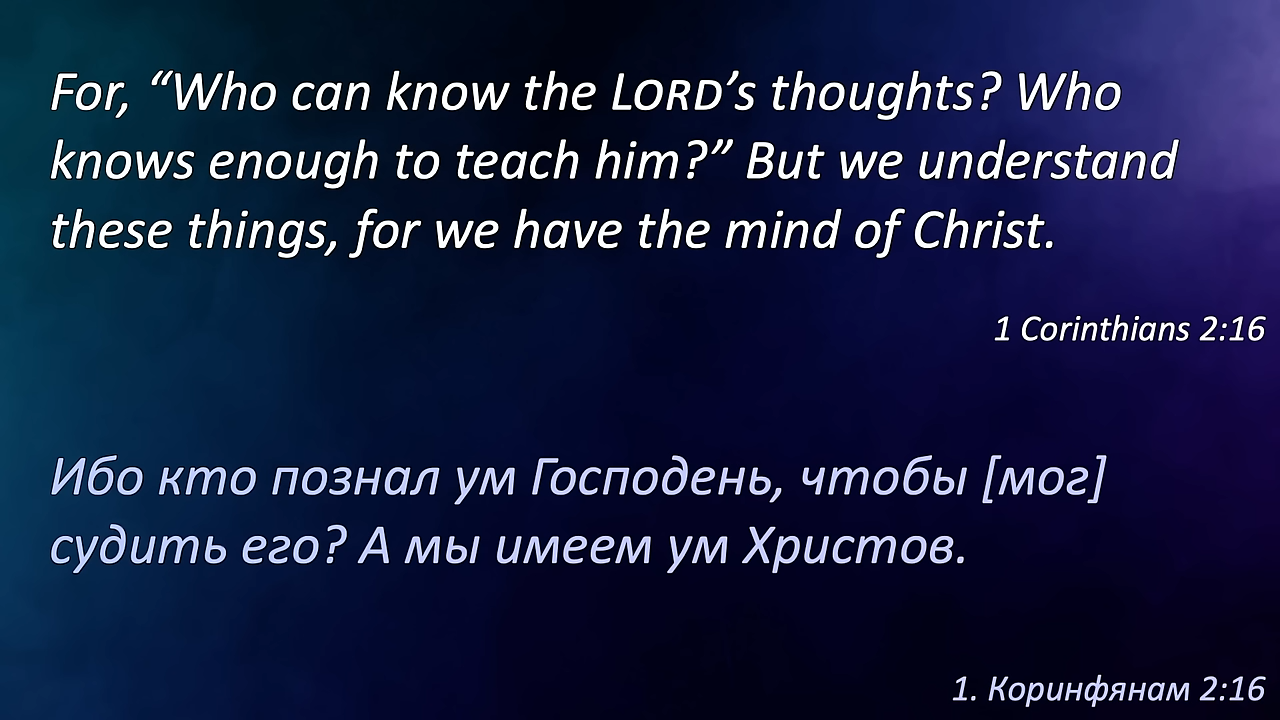 For, “Who can know the LORD’s thoughts? Who
knows enough to teach him?” But we understand
these things, for we have the mind of Christ.
1 Corinthians 2:16
Ибо кто познал ум Господень, чтобы [мог]
судить его? А мы имеем ум Христов.
1. Коринфянам 2:16